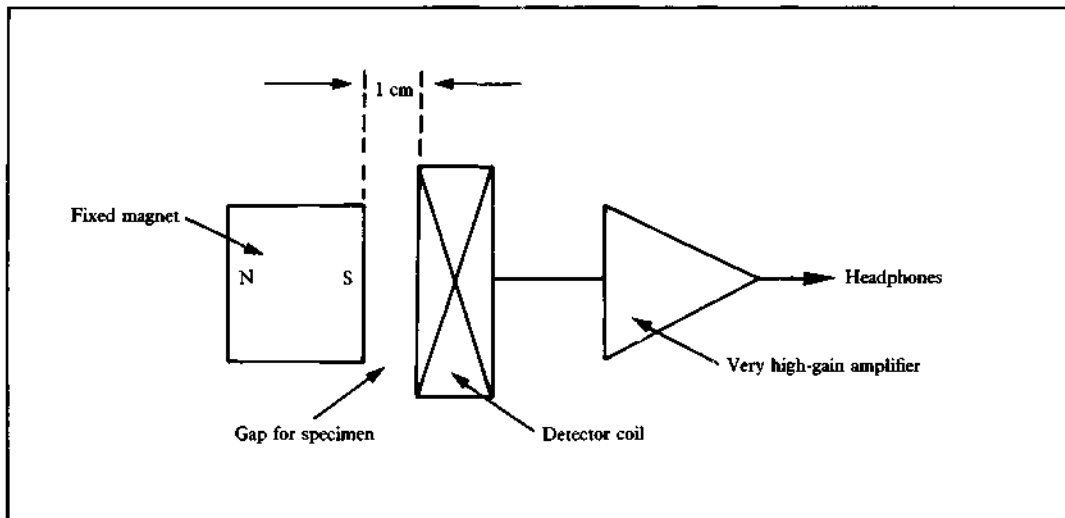 1 cm
Fixed magnet
N
S
Headphones
Very high-gain amplifier
Gap for specimen
Detector coil